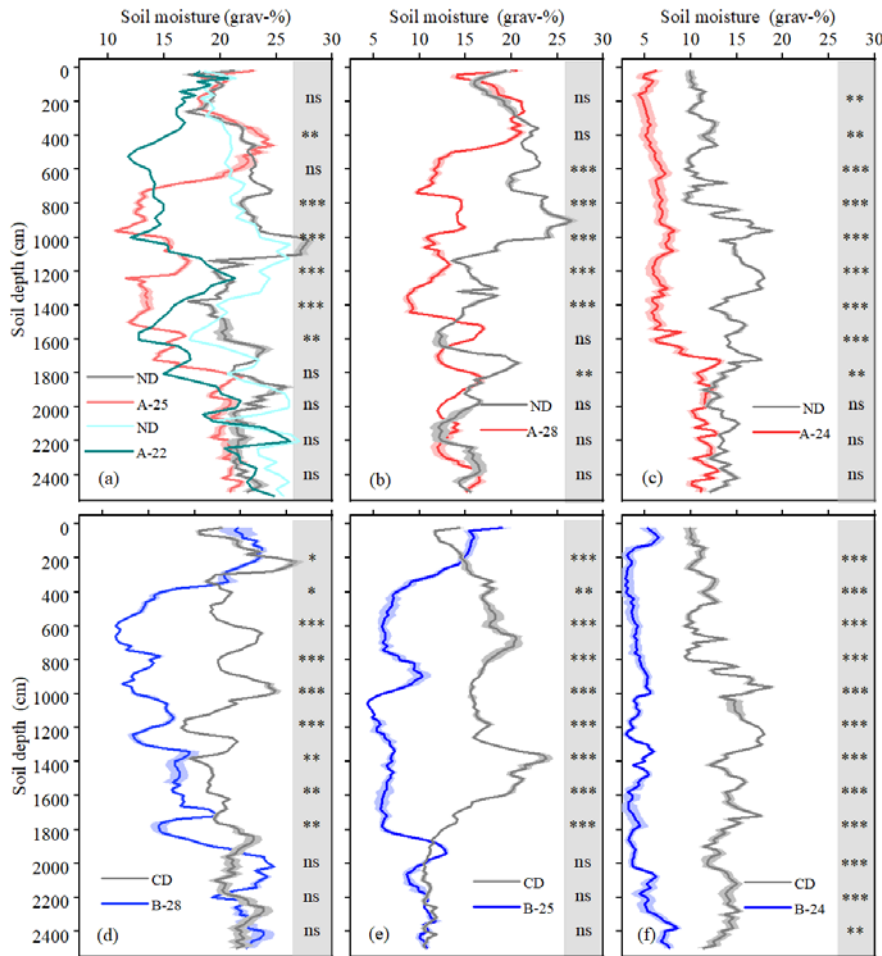 Soil moisture (grav-%) Soil moisture (grav-%) Soil moisture (grav-%)
10 15 20 25 30 5 10 15 20 25 30 5 10 15 20 25 30
0
200
400
600
800
1000
1200
1400
1600
1800
2000
2200
2400
Soil depth (cm)
ns
**
ns
***
***
***
***
**
ns
ns
ns
ns
ND
A-25
ND
A-22
(a)
ns
ns
***
***
***
***
***
ns
**
ns
ns
ns
ND
A-28
(b)
**
**
***
***
***
***
***
***
**
ns
ns
ns
ND
A-24
(c)
0
200
400
600
800
1000
1200
1400
1600
1800
2000
2200
2400
Soil depth (cm)
*
*
***
***
***
***
**
**
**
ns
ns
ns
CD
B-28
(d)
***
**
***
***
***
***
***
***
***
ns
ns
ns
CD
B-25
(e)
***
***
***
***
***
***
***
***
***
***
***
**
CD
B-24
(f)